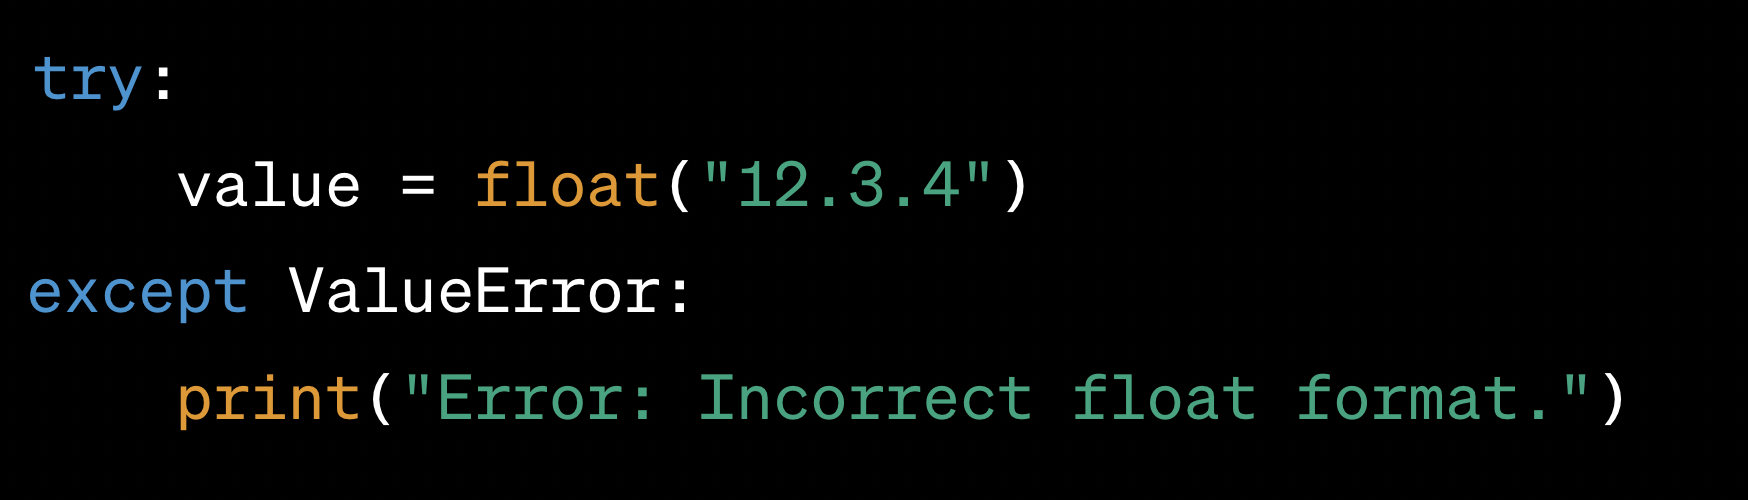 try:
    value = float("12.3.4")
except ValueError:
    print("Error: Incorrect float format.")